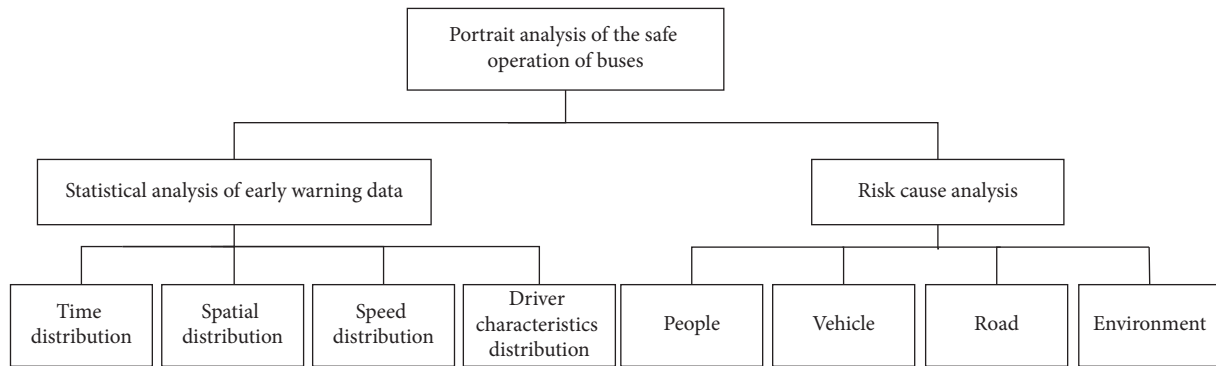 Portrait analysis of the safe
operation of buses
Statistical analysis of early warning data
Risk cause analysis
Time
distribution
Spatial
distribution
Speed
distribution
Driver
characteristics
distribution
People
Vehicle
Road
Environment